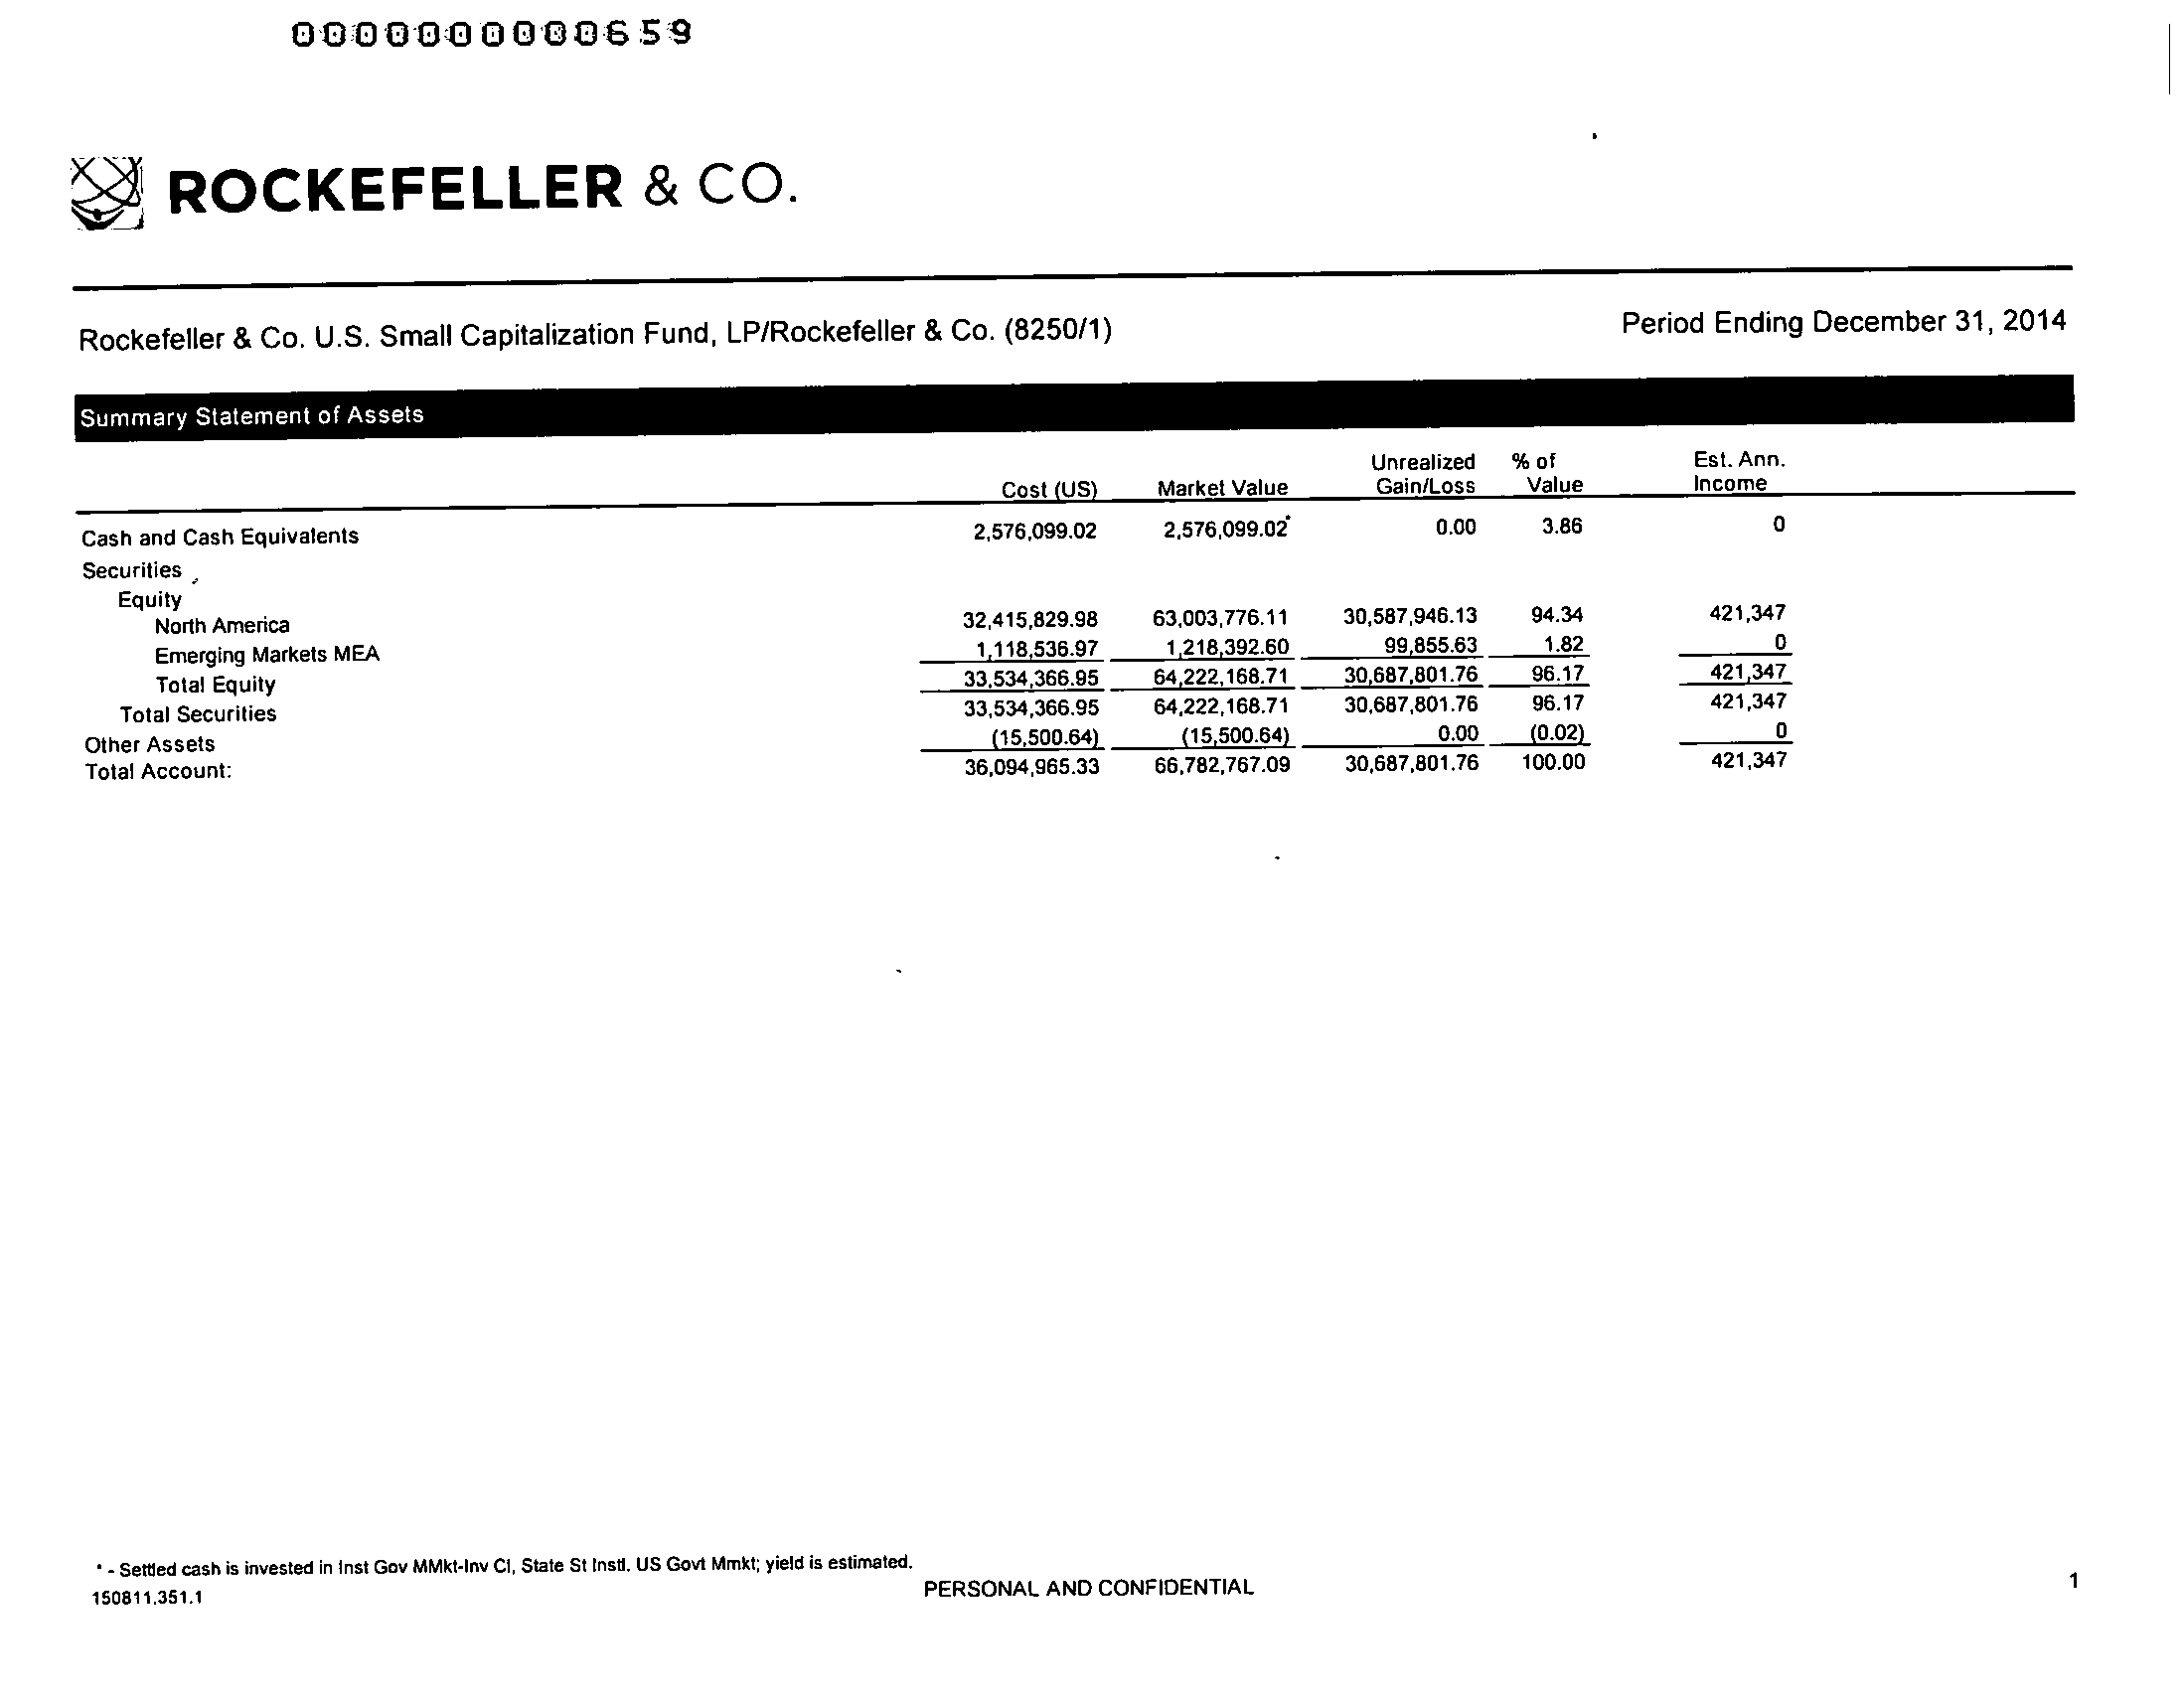 0000000000659
ROCKEFELLER & CO.
Rockefeller & Co. U.S. Small Capitalization Fund, LP/Rockefeller & Co. (8250/1) Period Ending December 31, 2014
Summary Statement of Assets
Unrealized % of Est. Ann.
Cost (US) Market Value Gain/Loss Value Income
Cash and Cash Equivalents 2,576,099.02 2,576,099.02* 0.00 3.86 0
Securities
Equity
North America 32,415,829.98 63,003,776.11 30,587,946.13 94.34 421,347
Emerging Markets MEA 1,118,536.97 1,218,392.60 99,855.63 1.82 0
Total Equity 33,534,366.95 64,222,168.71 30,687,801.76 96.17 421,347
Total Securities 33,534,366.95 64,222,168.71 30,687,801.76 96.17 421,347
Other Assets (15,500.64) (15,500.64) 0.00 (0.02) 0
Total Account: 36,094,965.33 66,782,767.09 30,687,801.76 100.00 421,347
* - Settled cash is invested in Inst Gov MMkt-Inv Cl, State St Instl. US Govt Mmkt; yield is estimated.
150811.351.1 PERSONAL AND CONFIDENTIAL 1